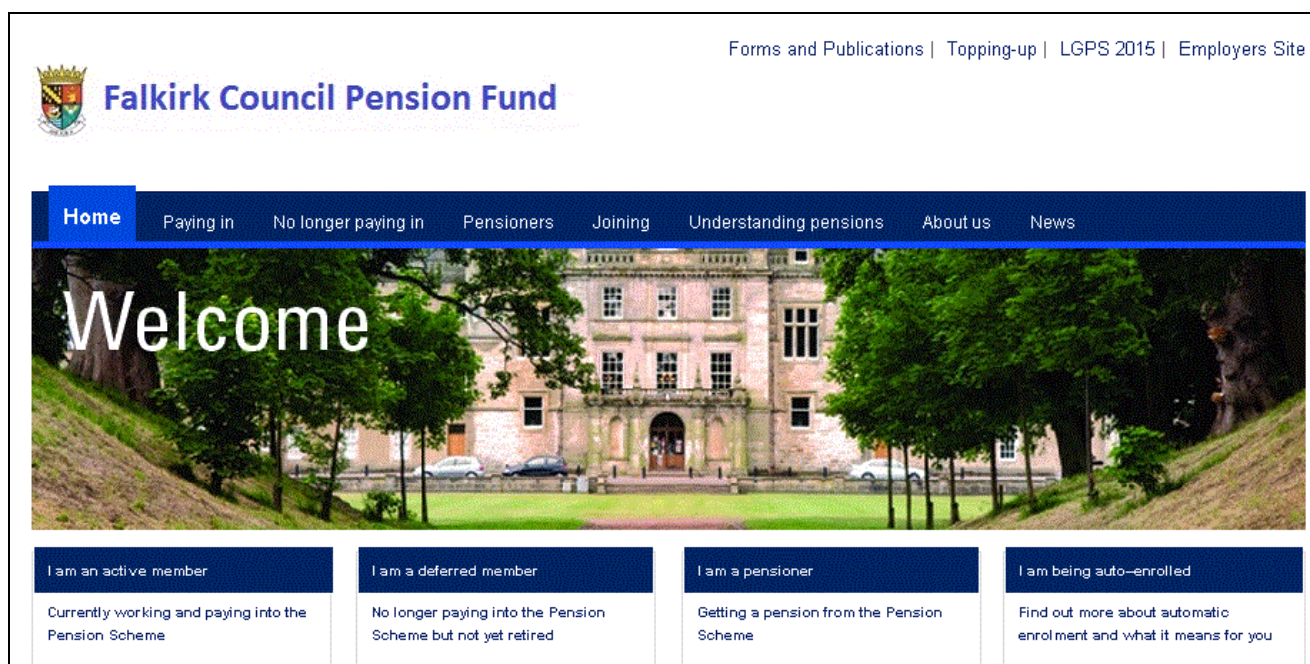 Forms and Publications | Topping-up | LGPS 2015 | Employers Site
Falkirk Council Pension Fund
Home Paying in No longer paying in Pensioners Joining Understanding pensions About us News
Welcome
I am an active member
Currently working and paying into the
Pension Scheme
I am a deferred member
No longer paying into the Pension
Scheme but not yet retired
I am a pensioner
Getting a pension from the Pension
Scheme
I am being auto–enrolled
Find out more about automatic
enrolment and what it means for you